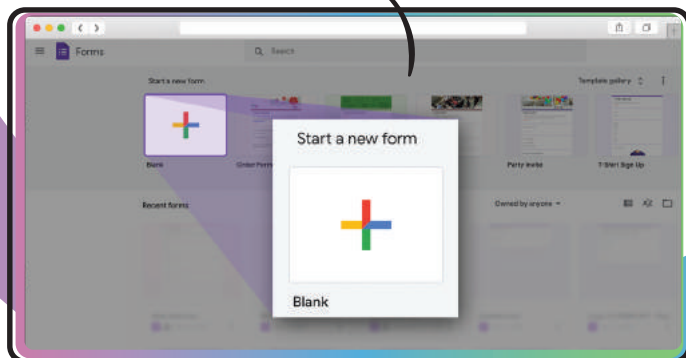 Forms
Search
Start a new form
Template gallery
Start a new form
Blank
Party Invite
T-Shirt Sign Up
Blank
Recent forms
Owned by anyone